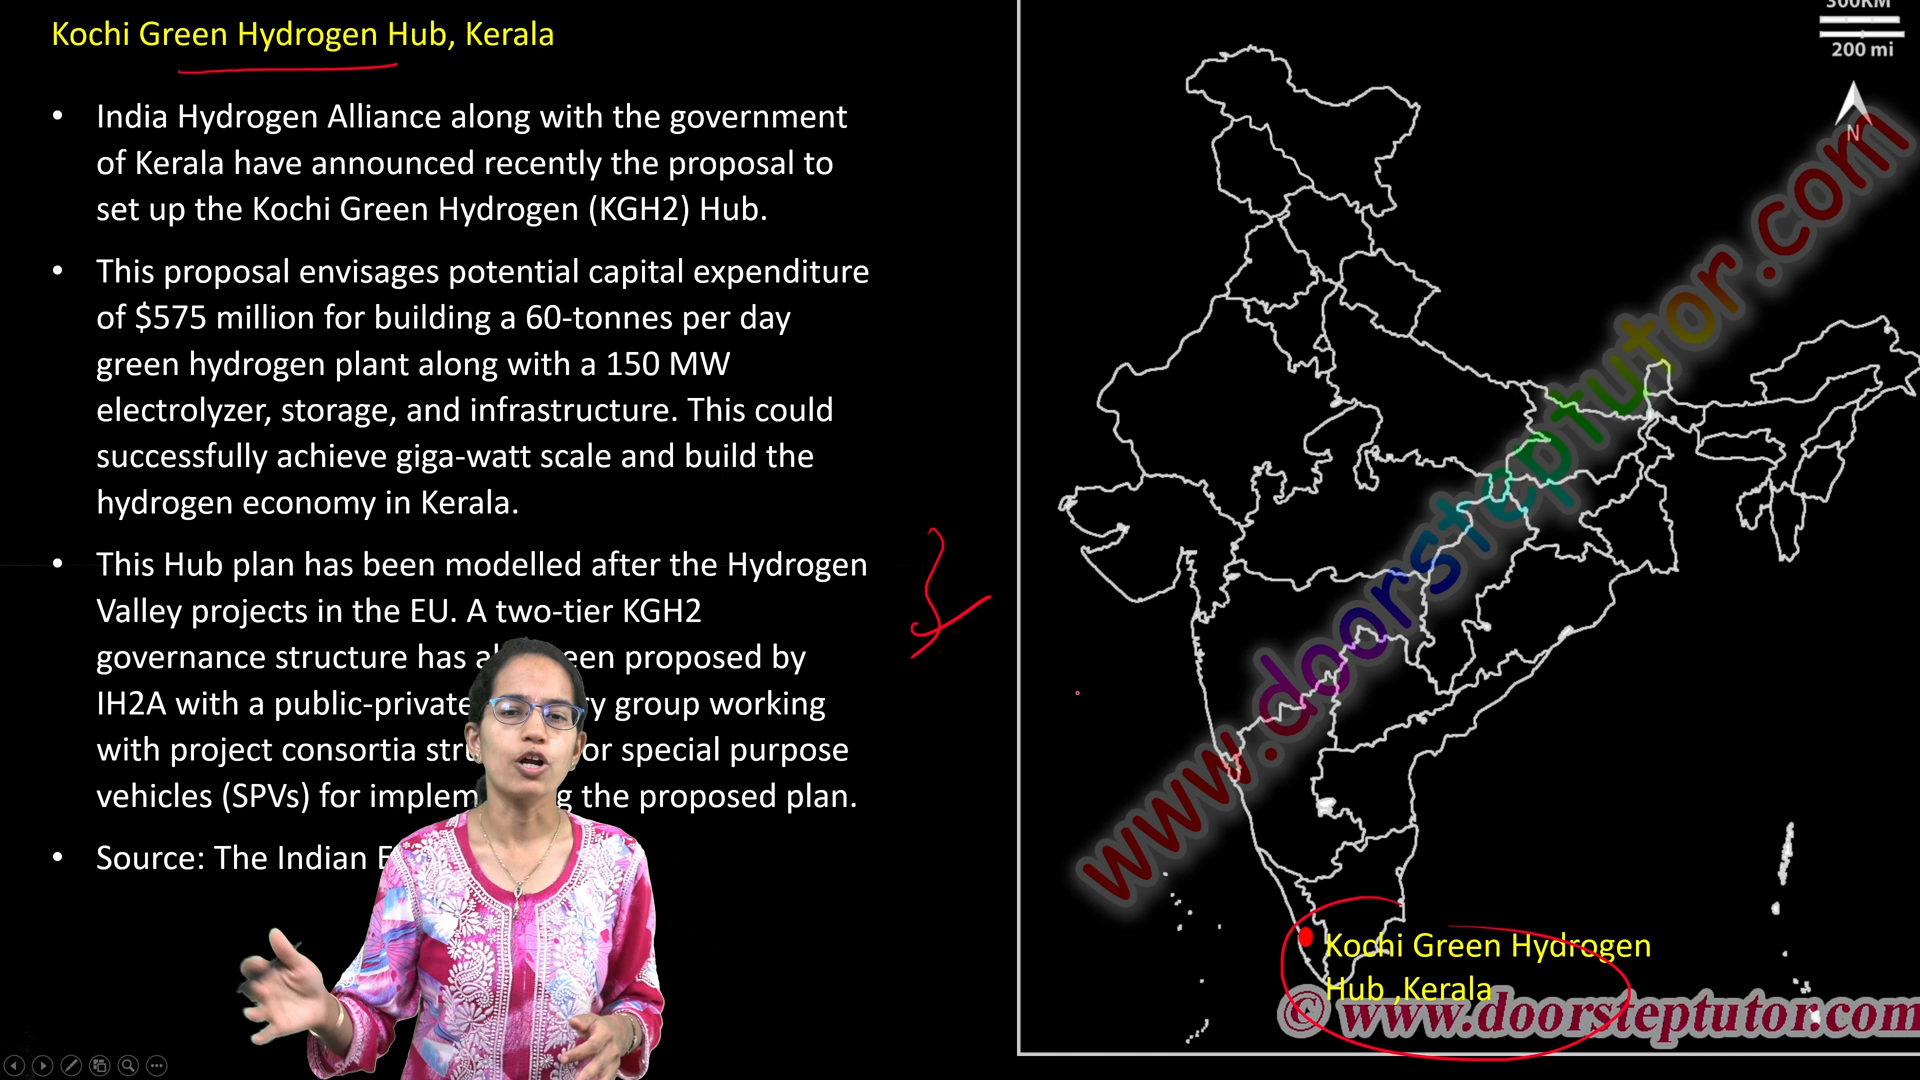 Kochi Green Hydrogen Hub, Kerala
• India Hydrogen Alliance along with the government
of Kerala have announced recently the proposal to
set up the Kochi Green Hydrogen (KGH2) Hub.
• This proposal envisages potential capital expenditure
of $575 million for building a 60-tonnes per day
green hydrogen plant along with a 150 MW
electrolyzer, storage, and infrastructure. This could
successfully achieve giga-watt scale and build the
hydrogen economy in Kerala.
• This Hub plan has been modelled after the Hydrogen
Valley projects in the EU. A two-tier KGH2
governance structure has proposed by
IH2A with a public-private group working
with project consortia or special purpose
vehicles (SPVs) for the proposed plan.
• Source: The Indian
300KM
200 mi
N
www.doorsteptutor.com
Kochi Green Hydrogen
Hub ,Kerala
© www.doorsteptutor.com